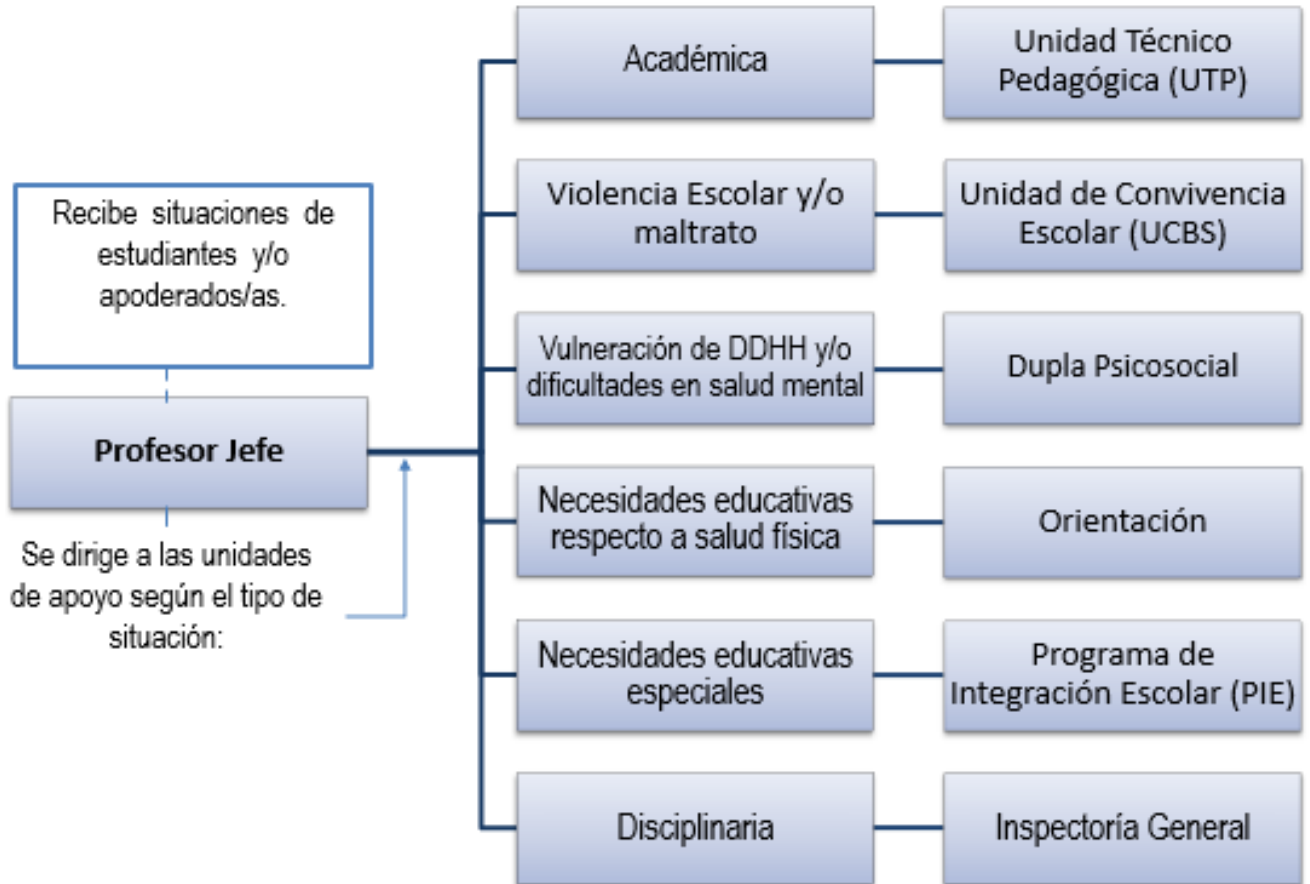 Recibe situaciones de
estudiantes y/o
apoderados/as.
Profesor Jefe
Se dirige a las unidades
de apoyo según el tipo de
situación:
Académica
Unidad Técnico
Pedagógica (UTP)
Violencia Escolar y/o
maltrato
Unidad de Convivencia
Escolar (UCBS)
Vulneración de DDHH y/o
dificultades en salud mental
Dupla Psicosocial
Necesidades educativas
respecto a salud física
Orientación
Necesidades educativas
especiales
Programa de
Integración Escolar (PIE)
Disciplinaria
Inspectoría General